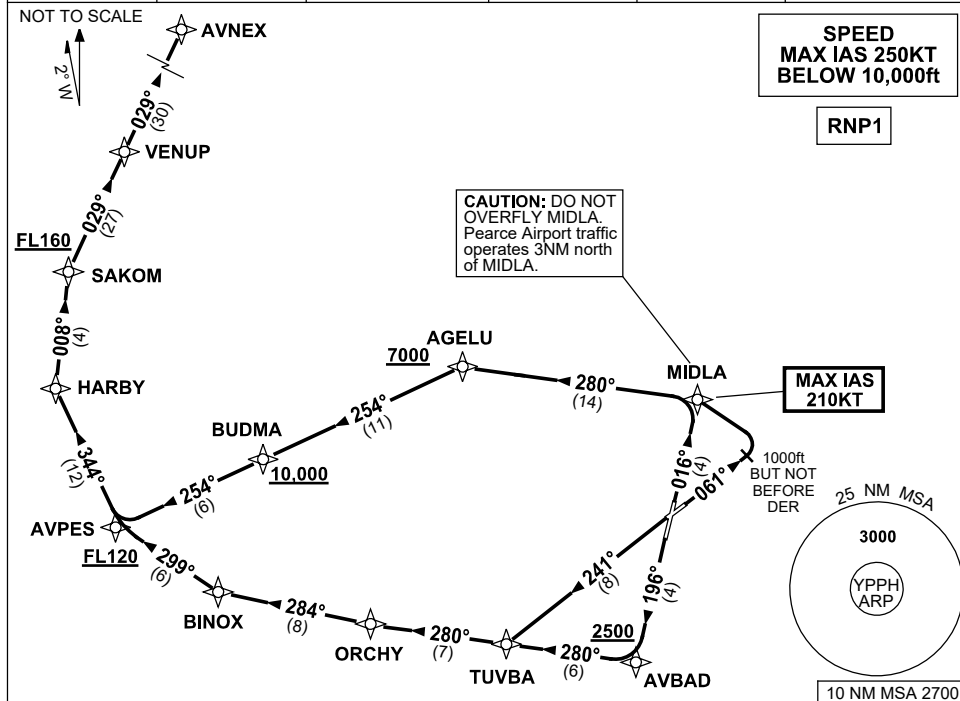 NOT TO SCALE
2° W
AVNEX
SPEED
MAX IAS 250KT
BELOW 10,000ft
RNP1
029°
(30)
VENUP
029°
(27)
FL160
SAKOM
CAUTION: DO NOT
OVERFLY MIDLA.
Pearce Airport traffic
operates 3NM north
of MIDLA.
008°
(4)
HARBY
AGELU
7000
280°
(14)
MIDLA
MAX IAS
210KT
254°
(11)
BUDMA
10,000
344°
(12)
254°
(6)
016°
(4)
061°
1000ft
BUT NOT
BEFORE
DER
AVPES
FL120
299°
(6)
BINOX
284°
(8)
ORCHY
280°
(7)
TUVBA
241°
(8)
196°
(4)
2500
280°
(6)
AVBAD
25 NM MSA
3000
YPPH
ARP
10 NM MSA 2700